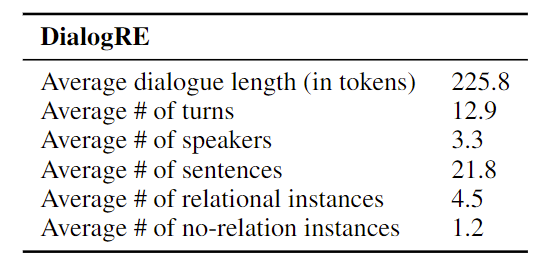 DialogRE
Average dialogue length (in tokens) 225.8
Average # of turns 12.9
Average # of speakers 3.3
Average # of sentences 21.8
Average # of relational instances 4.5
Average # of no-relation instances 1.2